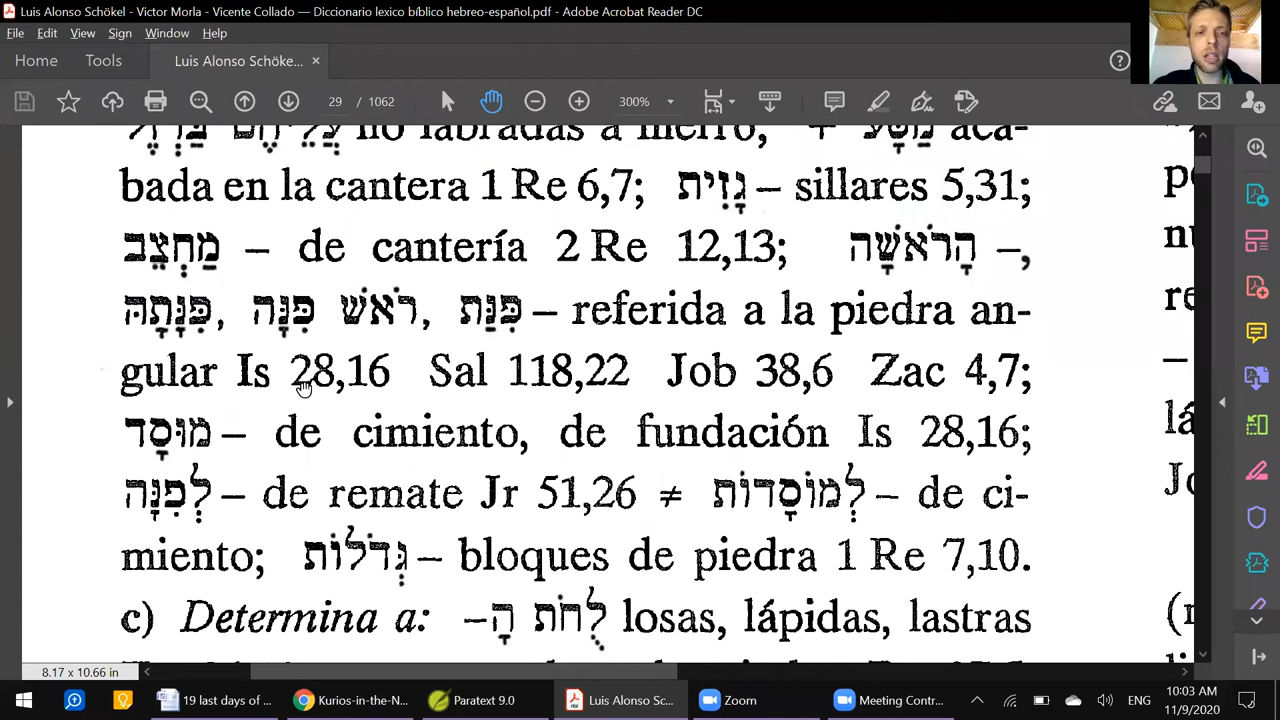 Luis Alonso Schökel - Victor Morla - Vicente Collado — Diccionario lexico bíblico hebreo-español.pdf - Adobe Acrobat Reader DC
File Edit View Sign Window Help
Home Tools Luis Alonso Schöke... ×
29 / 1062 300%
עֲלֵיהֶם בַּרְזֶל no labradas a hierro; + מַסָּע aca-
bada en la cantera 1 Re 6,7; גָּזִית – sillares 5,31;
מַחְצֵב – de cantería 2 Re 12,13; הָרֹאשָׁה –,
פִּנָּתָהּ, רֹאשׁ פִּנָּה, פִּנַּת – referida a la piedra an-
gular Is 28,16 Sal 118,22 Job 38,6 Zac 4,7;
מוּסָד – de cimiento, de fundación Is 28,16;
לְפִנָּה – de remate Jr 51,26 ≠ לְמוֹסָדוֹת – de ci-
miento; גְּדֹלוֹת – bloques de piedra 1 Re 7,10.
c) Determina a: –לֻחֹת הָ losas, lápidas, lastras
8.17 x 10.66 in
19 last days of ... Kurios-in-the-N... Paratext 9.0 Luis Alonso Sc... Zoom Meeting Contr... ENG 10:03 AM
11/9/2020